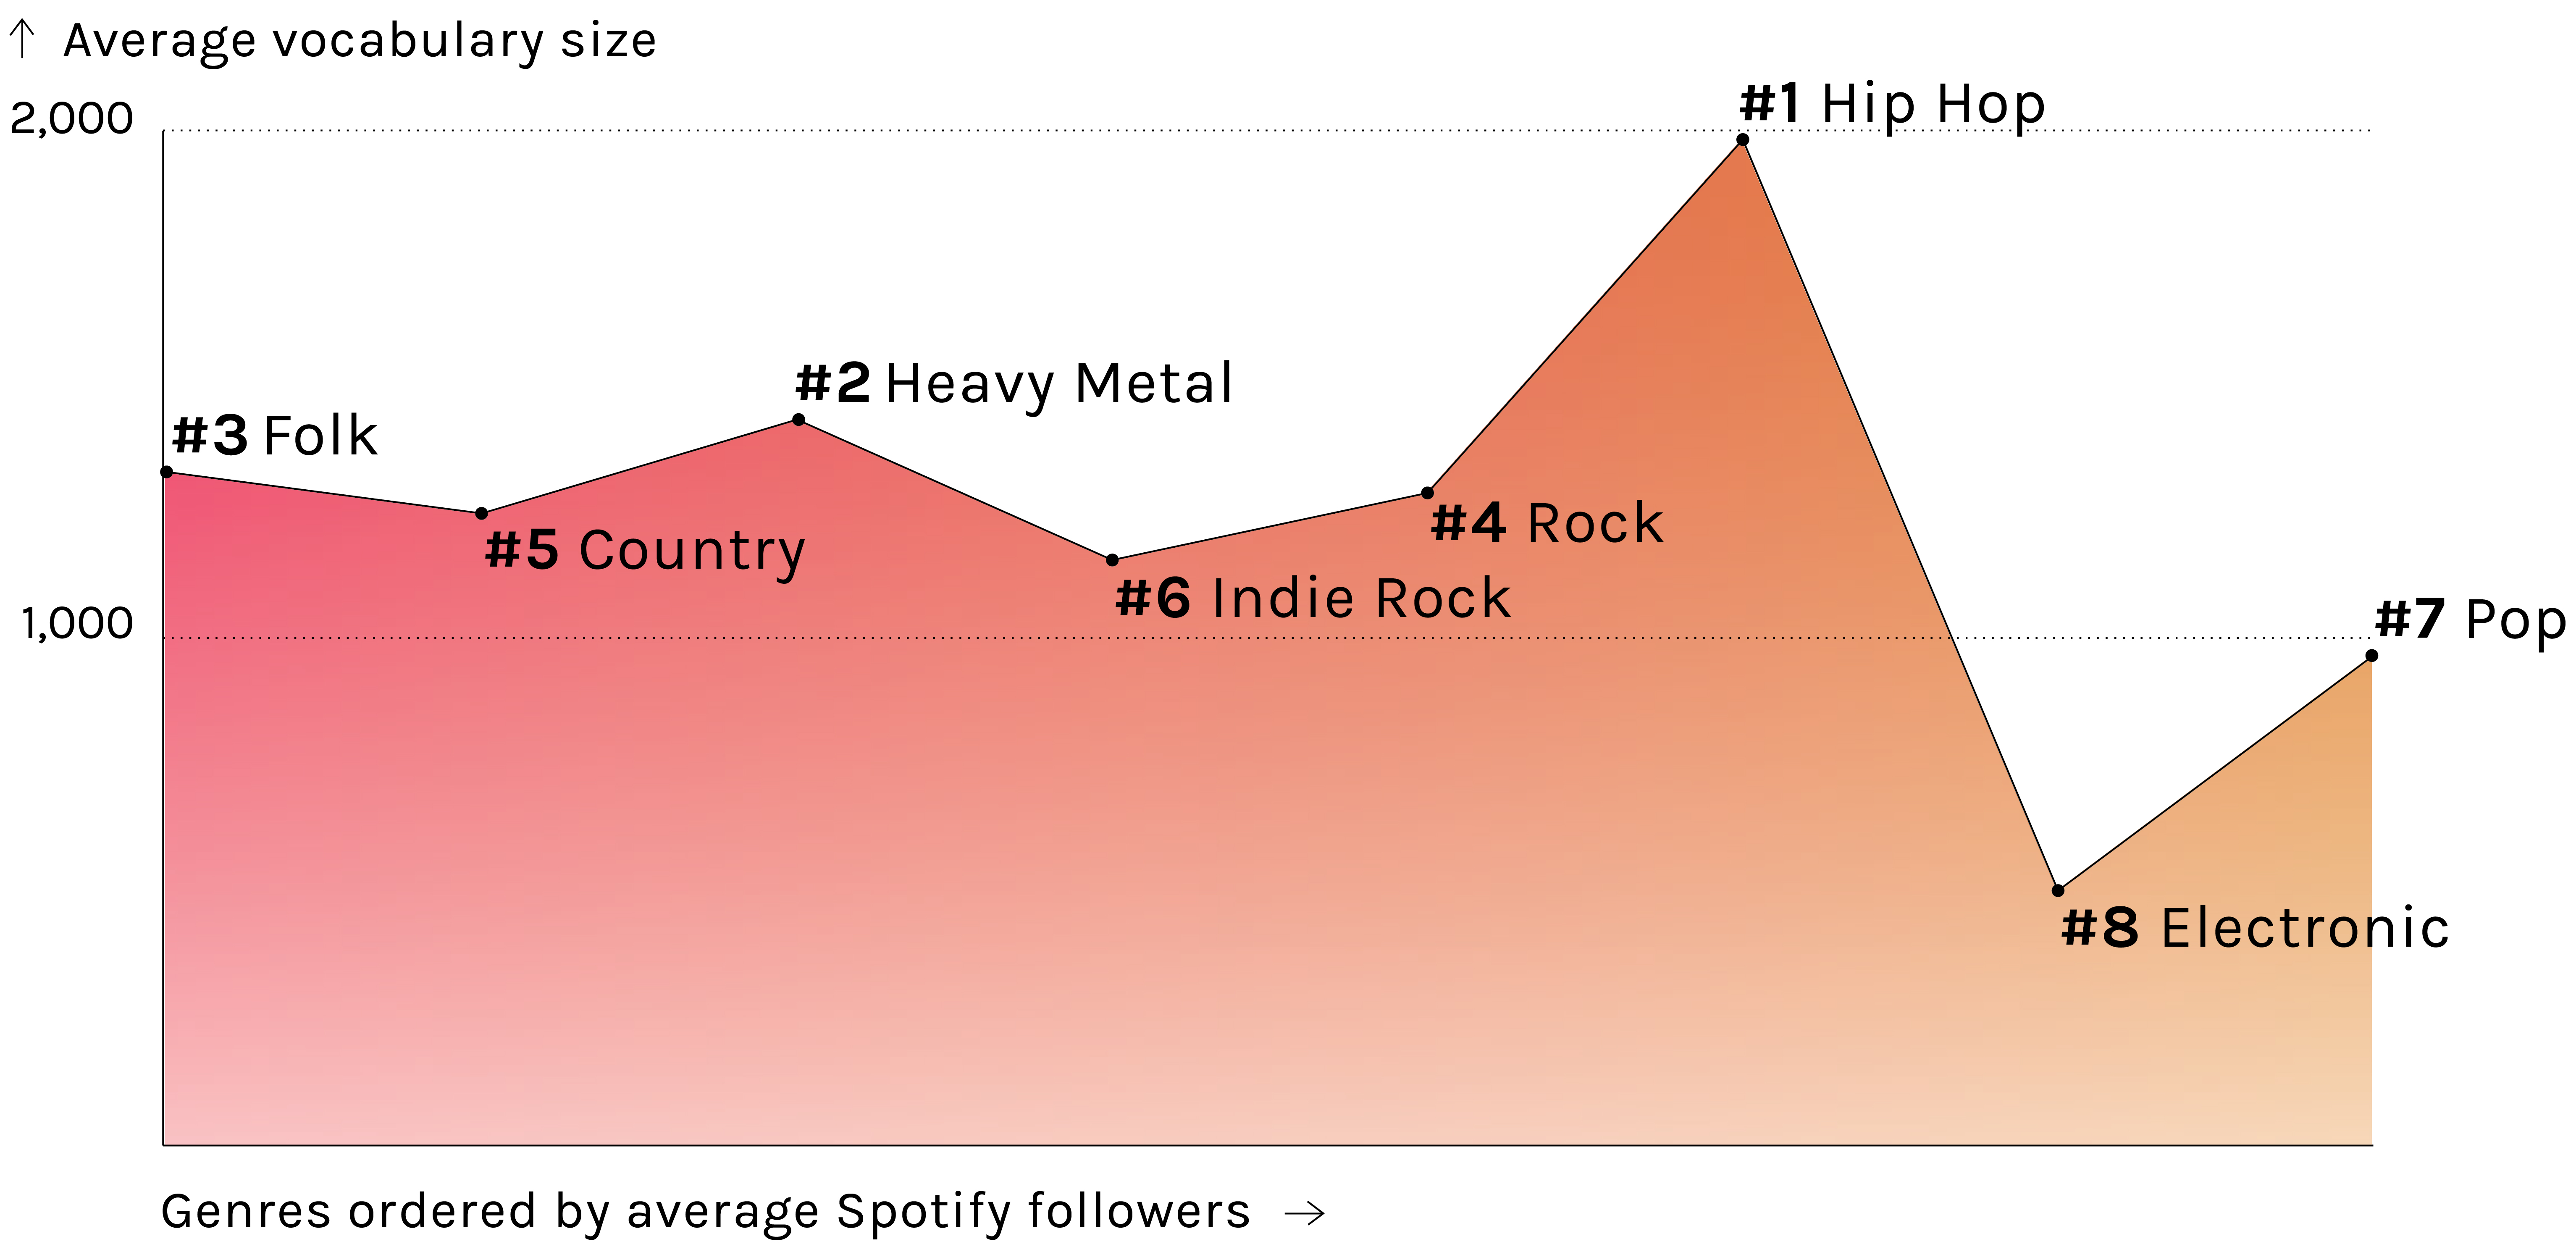 ↑ Average vocabulary size
2,000
#1 Hip Hop
#2 Heavy Metal
#3 Folk
#4 Rock
#5 Country
#6 Indie Rock
1,000
#7 Pop
#8 Electronic
Genres ordered by average Spotify followers →